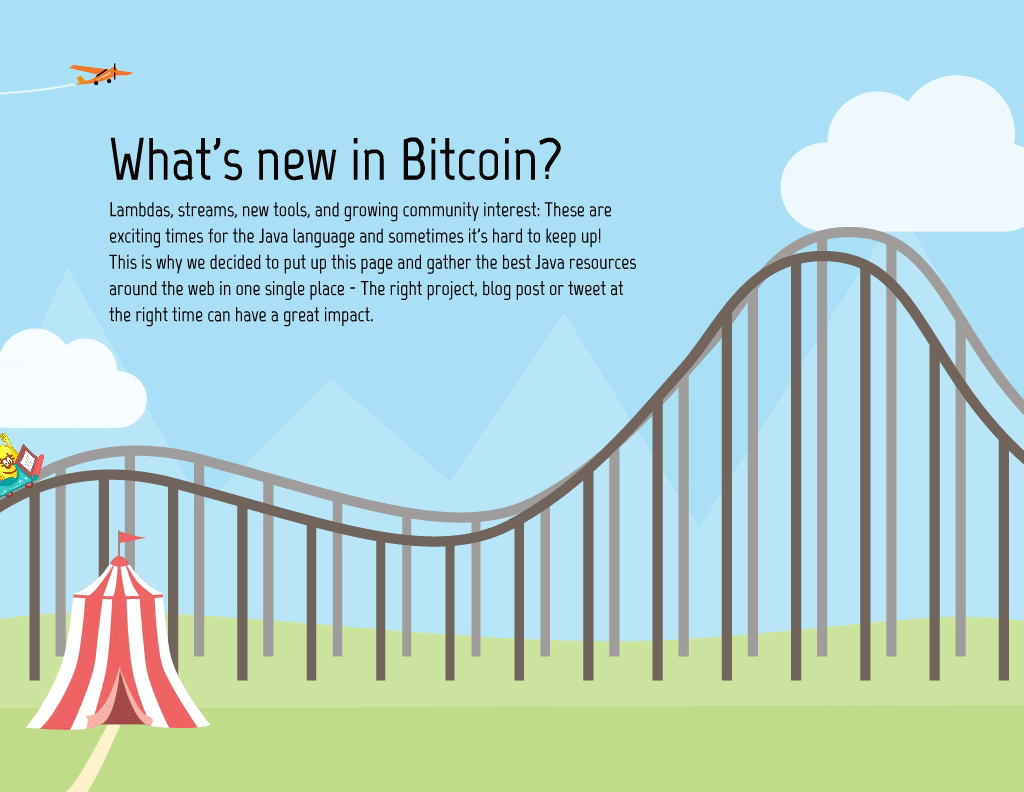 What's new in Bitcoin?
Lambdas, streams, new tools, and growing community interest: These are
exciting times for the Java language and sometimes it's hard to keep up!
This is why we decided to put up this page and gather the best Java resources
around the web in one single place - The right project, blog post or tweet at
the right time can have a great impact.